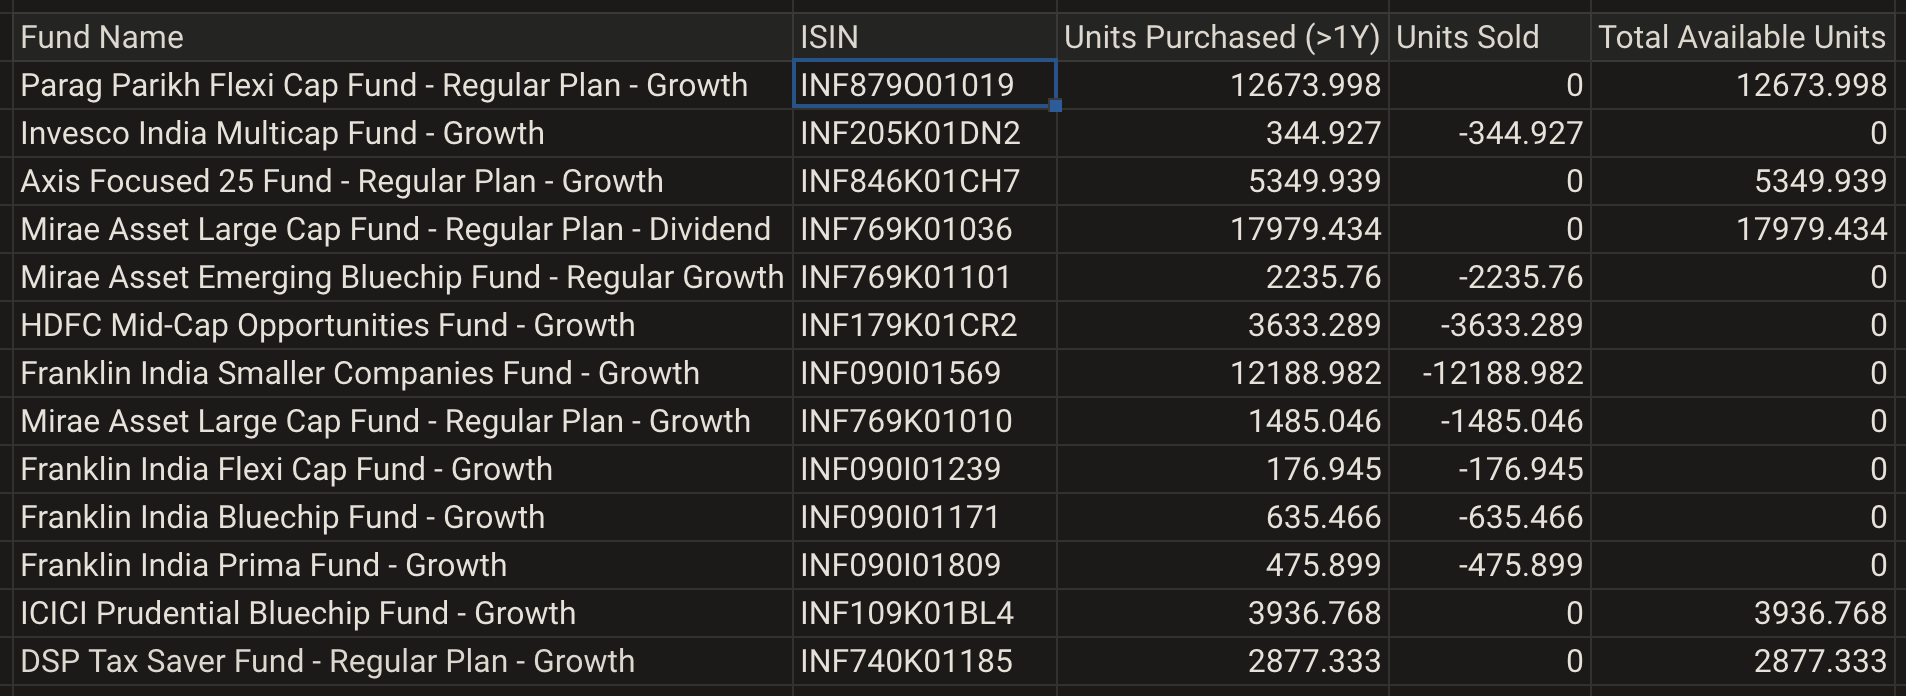 Fund Name ISIN Units Purchased (>1Y) Units Sold Total Available Units
Parag Parikh Flexi Cap Fund - Regular Plan - Growth INF879O01019 12673.998 0 12673.998
Invesco India Multicap Fund - Growth INF205K01DN2 344.927 -344.927 0
Axis Focused 25 Fund - Regular Plan - Growth INF846K01CH7 5349.939 0 5349.939
Mirae Asset Large Cap Fund - Regular Plan - Dividend INF769K01036 17979.434 0 17979.434
Mirae Asset Emerging Bluechip Fund - Regular Growth INF769K01101 2235.76 -2235.76 0
HDFC Mid-Cap Opportunities Fund - Growth INF179K01CR2 3633.289 -3633.289 0
Franklin India Smaller Companies Fund - Growth INF090I01569 12188.982 -12188.982 0
Mirae Asset Large Cap Fund - Regular Plan - Growth INF769K01010 1485.046 -1485.046 0
Franklin India Flexi Cap Fund - Growth INF090I01239 176.945 -176.945 0
Franklin India Bluechip Fund - Growth INF090I01171 635.466 -635.466 0
Franklin India Prima Fund - Growth INF090I01809 475.899 -475.899 0
ICICI Prudential Bluechip Fund - Growth INF109K01BL4 3936.768 0 3936.768
DSP Tax Saver Fund - Regular Plan - Growth INF740K01185 2877.333 0 2877.333